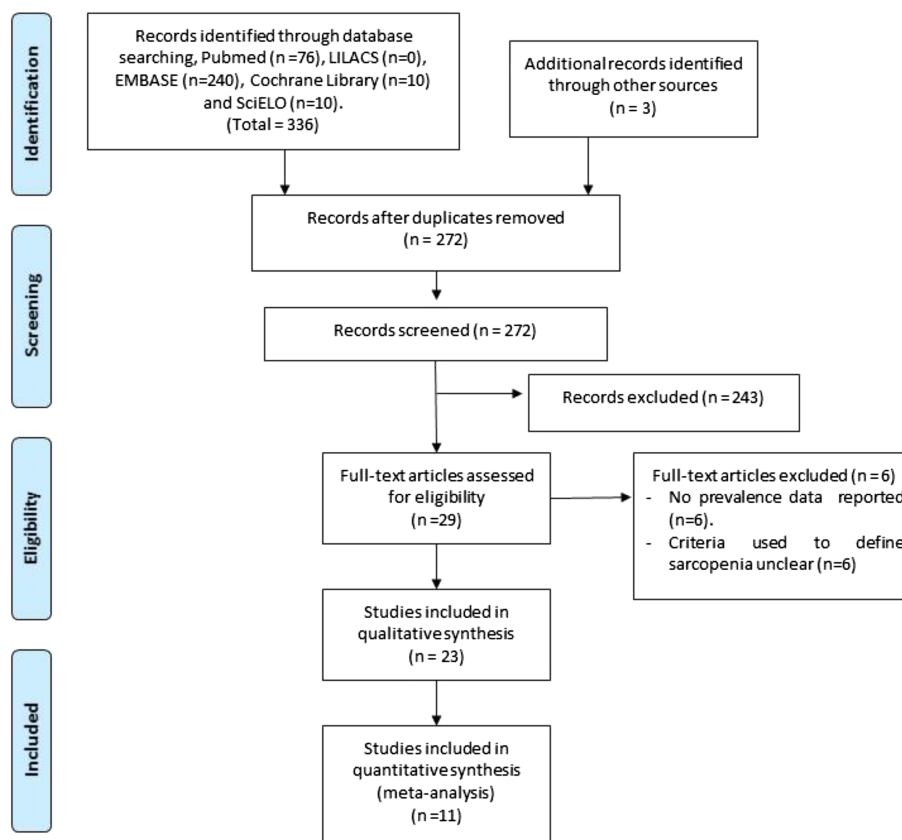 Identification
Records identified through database
searching, Pubmed (n =76), LILACS (n=0),
EMBASE (n=240), Cochrane Library (n=10)
and SciELO (n=10).
(Total = 336)
Additional records identified
through other sources
(n = 3)
Records after duplicates removed
(n = 272)
Screening
Records screened (n = 272)
Records excluded (n = 243)
Eligibility
Full-text articles assessed
for eligibility
(n =29)
Full-text articles excluded (n = 6)
- No prevalence data reported
(n=6).
- Criteria used to define
sarcopenia unclear (n=6)
Studies included in
qualitative synthesis
(n = 23)
Included
Studies included in
quantitative synthesis
(meta-analysis)
(n =11)